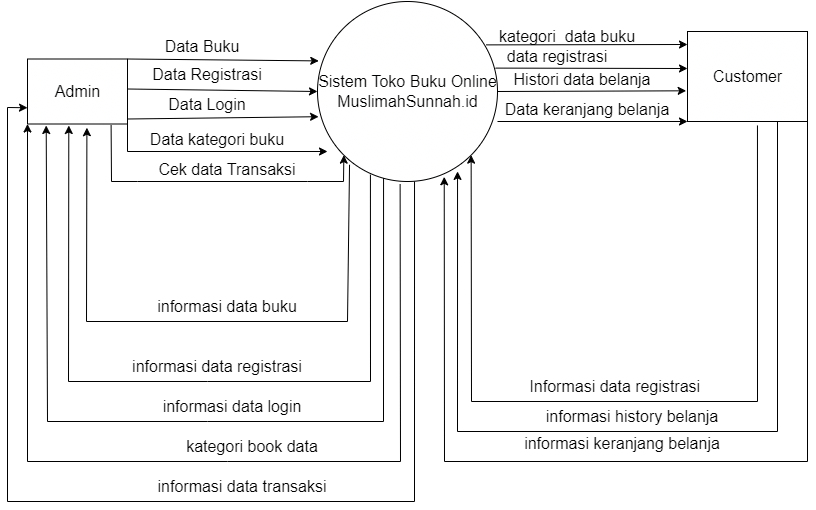 Data Buku
Data Registrasi
Admin
Data Login
Data kategori buku
Cek data Transaksi
Sistem Toko Buku Online
MuslimahSunnah.id
kategori data buku
data registrasi
Histori data belanja
Data keranjang belanja
Customer
informasi data buku
informasi data registrasi
informasi data login
kategori book data
informasi data transaksi
Informasi data registrasi
informasi history belanja
informasi keranjang belanja